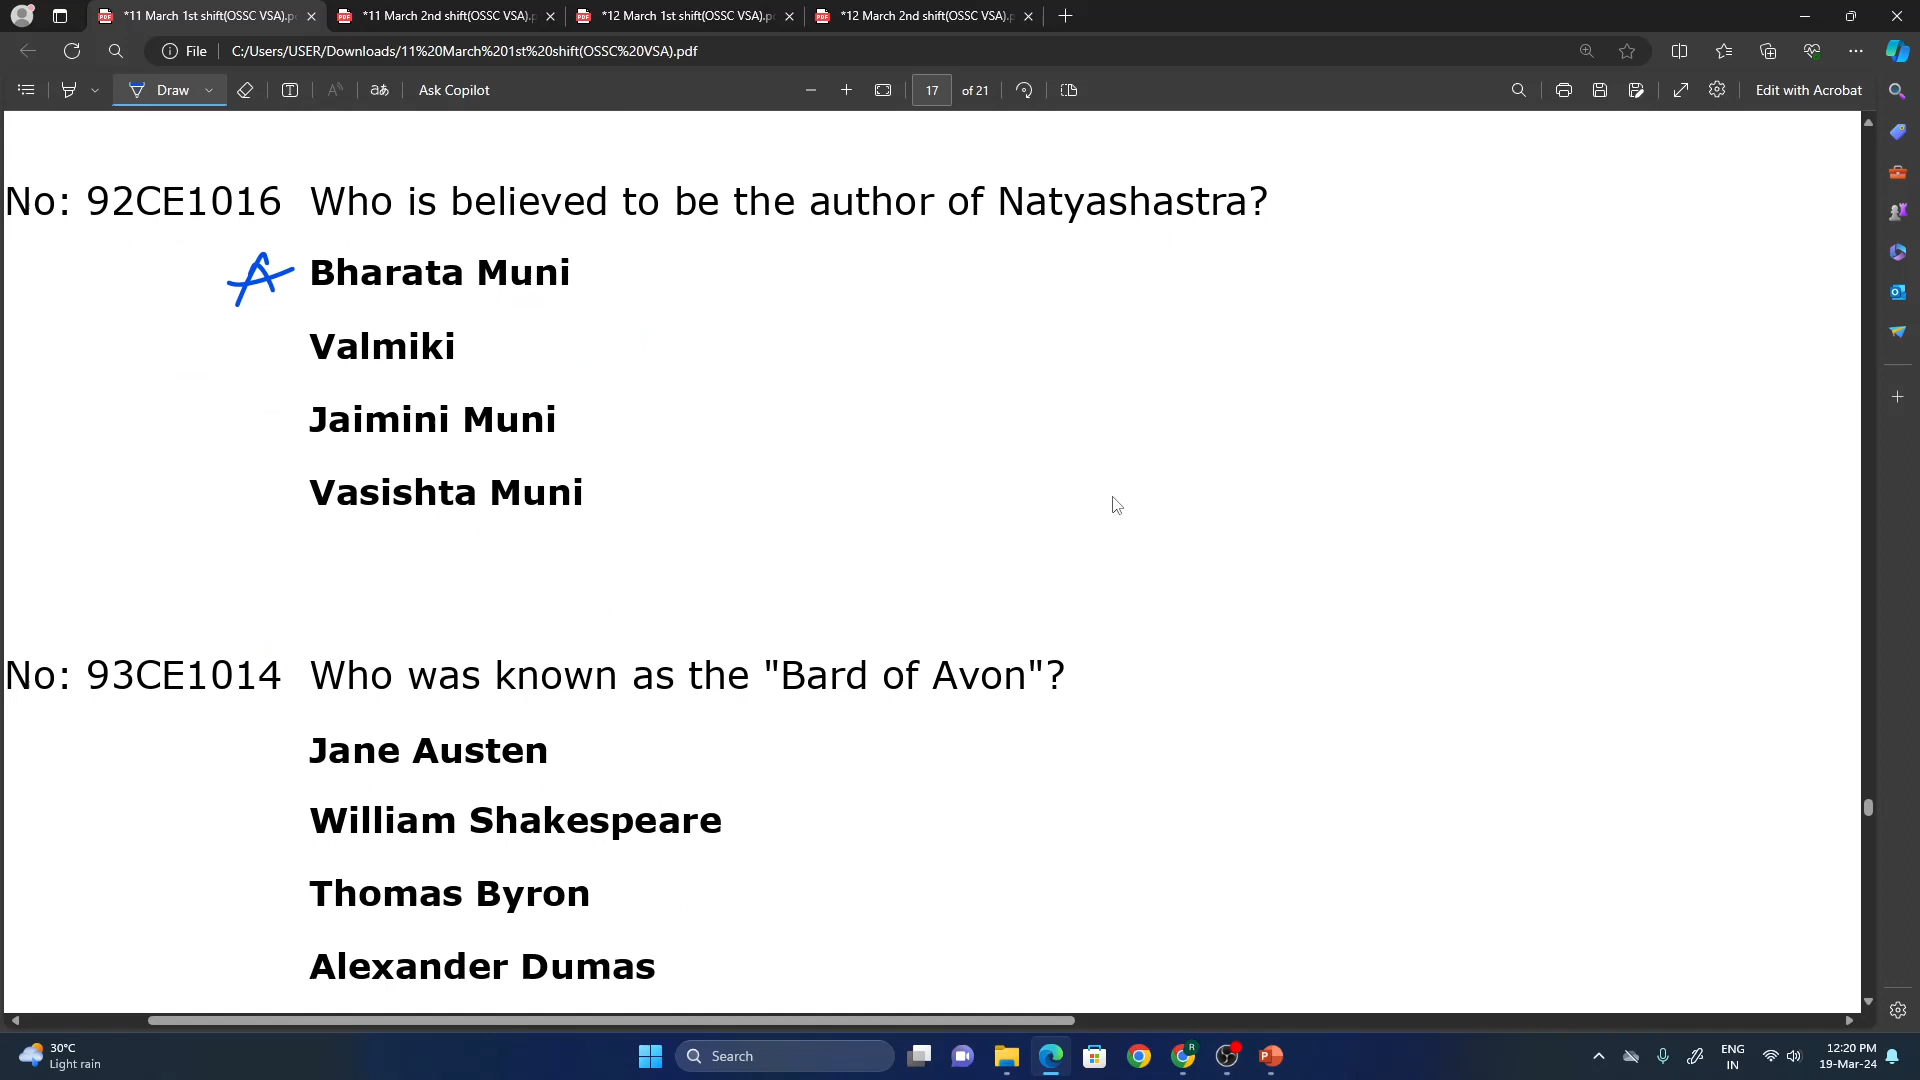 *11 March 1st shift(OSSC VSA).p
*11 March 2nd shift(OSSC VSA).p
*12 March 1st shift(OSSC VSA).p
*12 March 2nd shift(OSSC VSA).p
File
C:/Users/USER/Downloads/11%20March%201st%20shift(OSSC%20VSA).pdf
Draw
Ask Copilot
17 of 21
Edit with Acrobat
No: 92CE1016 Who is believed to be the author of Natyashastra?
A Bharata Muni
Valmiki
Jaimini Muni
Vasishta Muni
No: 93CE1014 Who was known as the "Bard of Avon"?
Jane Austen
William Shakespeare
Thomas Byron
Alexander Dumas
30°C
Light rain
Search
ENG
IN
12:20 PM
19-Mar-24